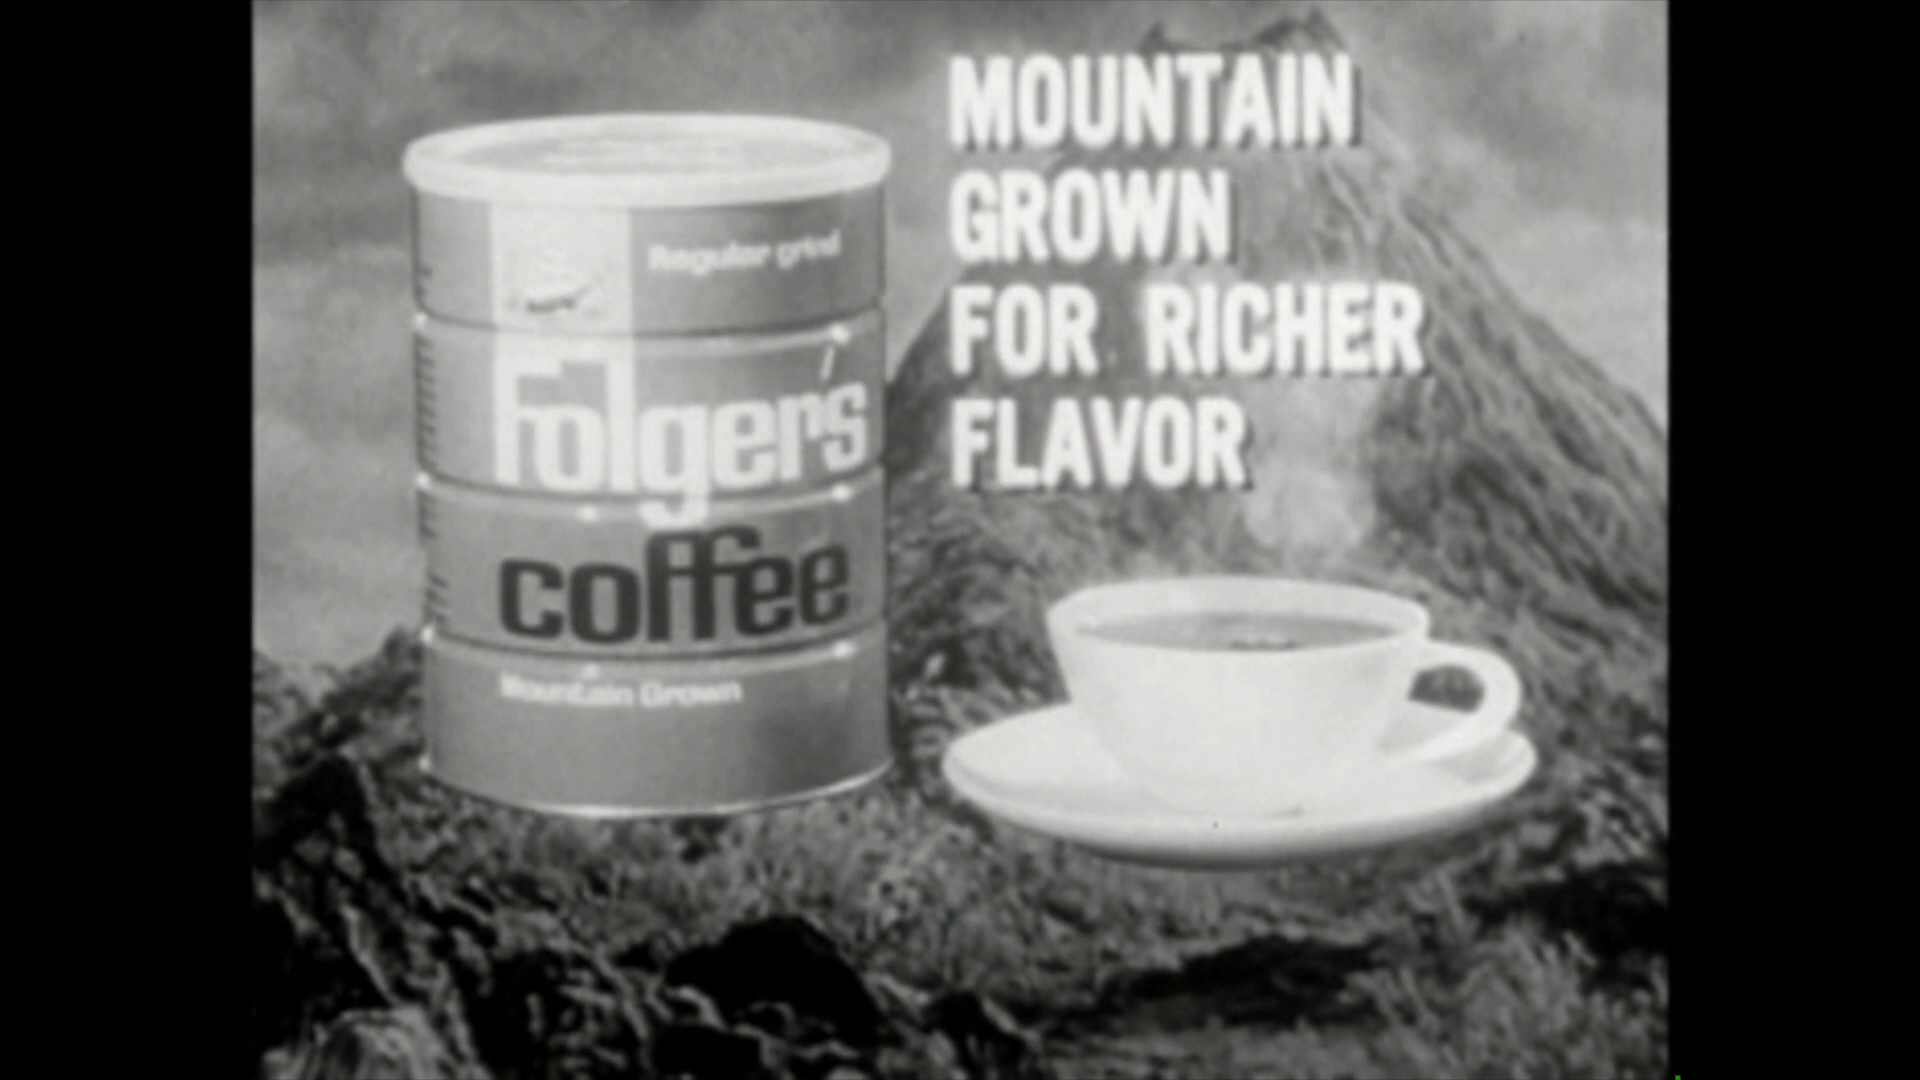 Regular grind
Folger's
coffee
Mountain Grown
MOUNTAIN
GROWN
FOR RICHER
FLAVOR